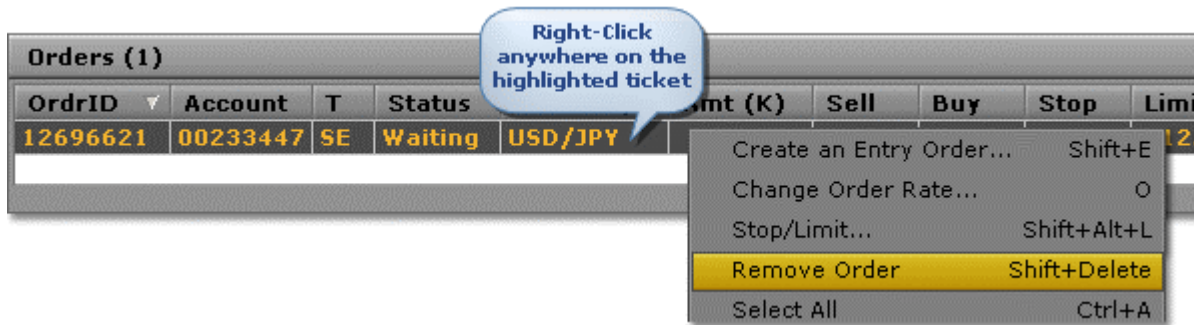 Right-Click
anywhere on the
highlighted ticket
Orders (1)
OrdrID Account T Status Sell Buy Stop
12696621 00233447 SE Waiting USD/JPY
Create an Entry Order... Shift+E
Change Order Rate... O
Stop/Limit... Shift+Alt+L
Remove Order Shift+Delete
Select All Ctrl+A